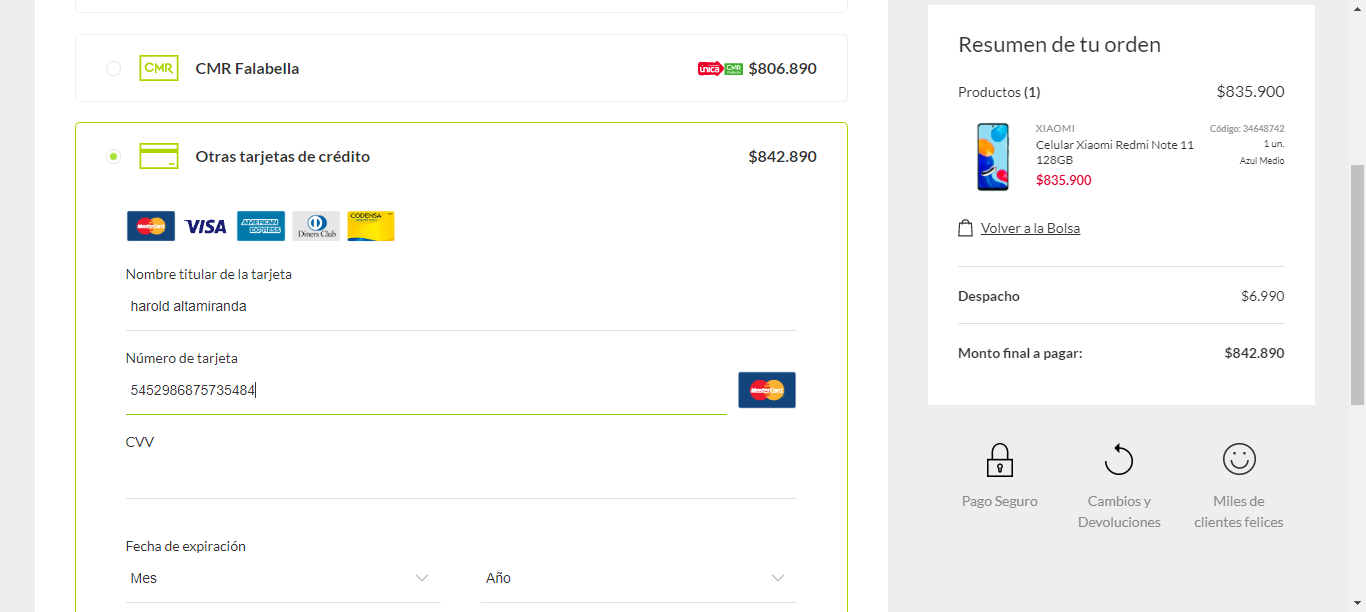 CMR
CMR Falabella
unica
CMR
$806.890
Otras tarjetas de crédito
$842.890
MasterCard
VISA
AMERICAN EXPRESS
Diners Club
CODENSA
Nombre titular de la tarjeta
harold altamiranda
Número de tarjeta
5452986875735484
MasterCard
CVV
Fecha de expiración
Mes
Año
Resumen de tu orden
Productos (1)
$835.900
XIAOMI
Código: 34648742
Celular Xiaomi Redmi Note 11
1 un.
128GB
Azul Medio
$835.900
Volver a la Bolsa
Despacho
$6.990
Monto final a pagar:
$842.890
Pago Seguro
Cambios y
Devoluciones
Miles de
clientes felices